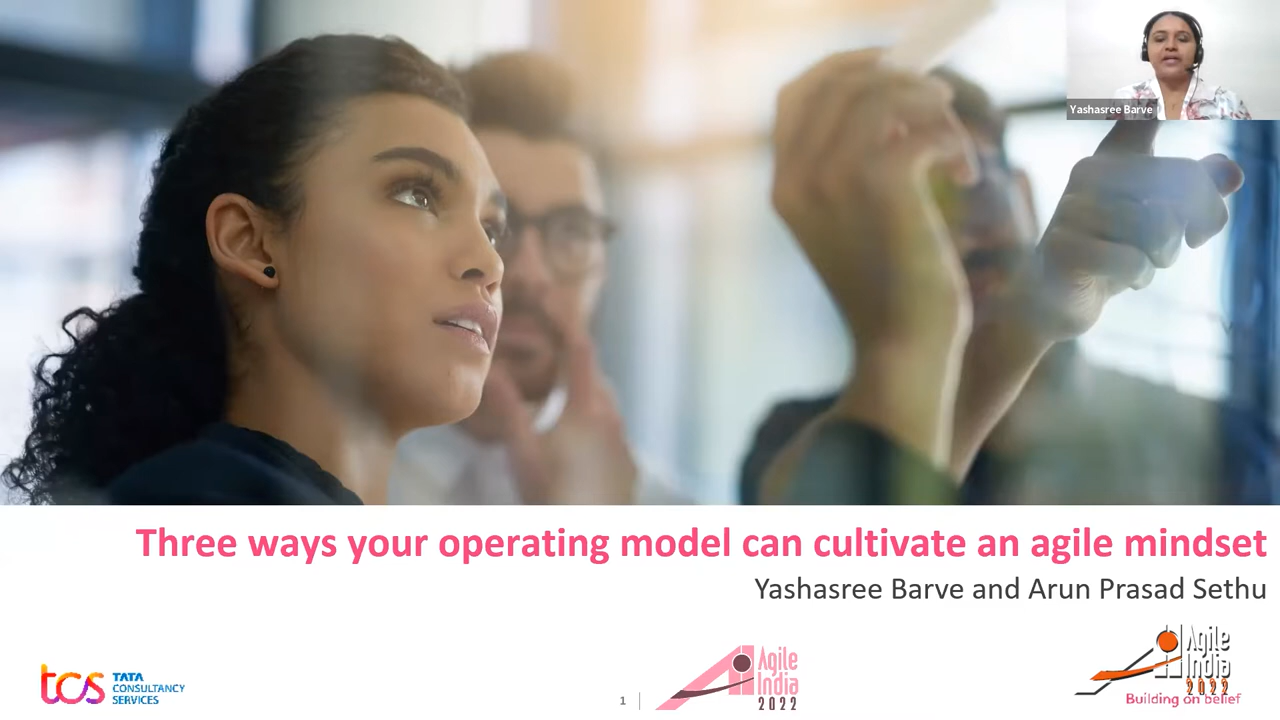 Yashasree Barve
Three ways your operating model can cultivate an agile mindset
Yashasree Barve and Arun Prasad Sethu
tcs TATA
CONSULTANCY
SERVICES
1
Agile
India
2022
Agile
India
2022
Building on belief